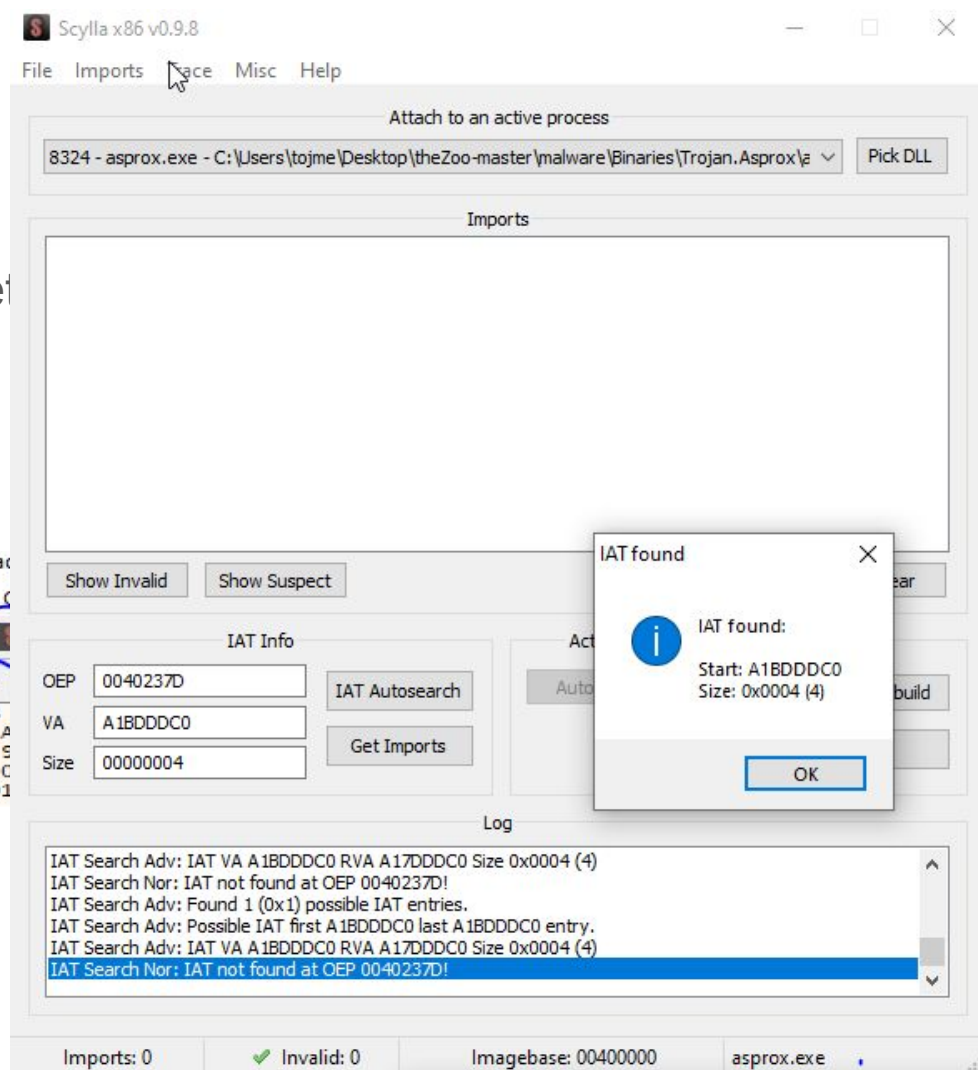 Scylla x86 v0.9.8
File Imports Trace Misc Help
Attach to an active process
8324 - asprox.exe - C:\Users\tojme\Desktop\theZoo-master\malware\Binaries\Trojan.Asprox\a
Pick DLL
Imports
Show Invalid
Show Suspect
ear
IAT found
IAT found:
Start: A1BDDDC0
Size: 0x0004 (4)
OK
IAT Info
OEP 0040237D
VA A1BDDDC0
Size 00000004
IAT Autosearch
Get Imports
Act
Auto
build
Log
IAT Search Adv: IAT VA A1BDDDC0 RVA A17DDDC0 Size 0x0004 (4)
IAT Search Nor: IAT not found at OEP 0040237D!
IAT Search Adv: Found 1 (0x1) possible IAT entries.
IAT Search Adv: Possible IAT first A1BDDDC0 last A1BDDDC0 entry.
IAT Search Adv: IAT VA A1BDDDC0 RVA A17DDDC0 Size 0x0004 (4)
IAT Search Nor: IAT not found at OEP 0040237D!
Imports: 0
Invalid: 0
Imagebase: 00400000
asprox.exe